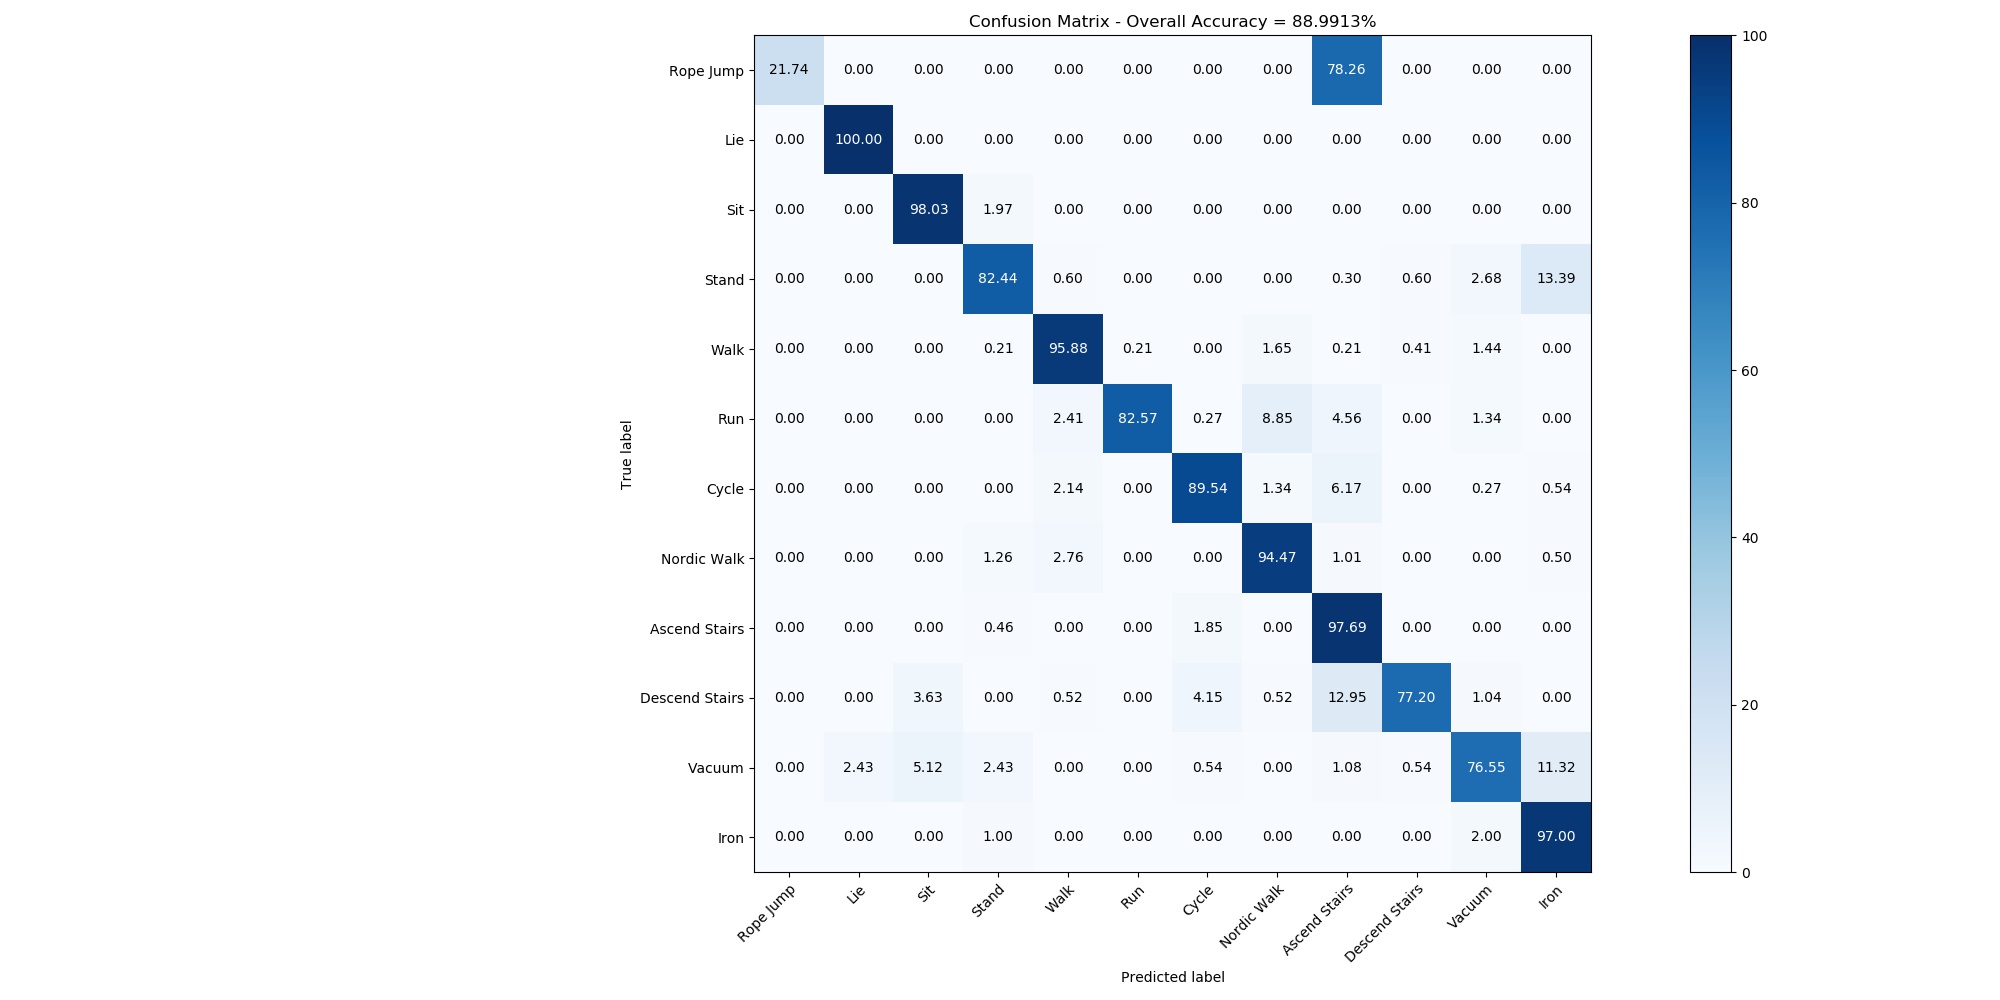 Confusion Matrix - Overall Accuracy = 88.9913%
Rope Jump 21.74 0.00 0.00 0.00 0.00 0.00 0.00 0.00 78.26 0.00 0.00 0.00
Lie 0.00 100.00 0.00 0.00 0.00 0.00 0.00 0.00 0.00 0.00 0.00 0.00
Sit 0.00 0.00 98.03 1.97 0.00 0.00 0.00 0.00 0.00 0.00 0.00 0.00
Stand 0.00 0.00 0.00 82.44 0.60 0.00 0.00 0.00 0.30 0.60 2.68 13.39
Walk 0.00 0.00 0.00 0.21 95.88 0.21 0.00 1.65 0.21 0.41 1.44 0.00
Run 0.00 0.00 0.00 0.00 2.41 82.57 0.27 8.85 4.56 0.00 1.34 0.00
Cycle 0.00 0.00 0.00 0.00 2.14 0.00 89.54 1.34 6.17 0.00 0.27 0.54
Nordic Walk 0.00 0.00 0.00 1.26 2.76 0.00 0.00 94.47 1.01 0.00 0.00 0.50
Ascend Stairs 0.00 0.00 0.00 0.46 0.00 0.00 1.85 0.00 97.69 0.00 0.00 0.00
Descend Stairs 0.00 0.00 3.63 0.00 0.52 0.00 4.15 0.52 12.95 77.20 1.04 0.00
Vacuum 0.00 2.43 5.12 2.43 0.00 0.00 0.54 0.00 1.08 0.54 76.55 11.32
Iron 0.00 0.00 0.00 1.00 0.00 0.00 0.00 0.00 0.00 0.00 2.00 97.00
Rope Jump Lie Sit Stand Walk Run Cycle Nordic Walk Ascend Stairs Descend Stairs Vacuum Iron
Predicted label
True label
100
80
60
40
20
0